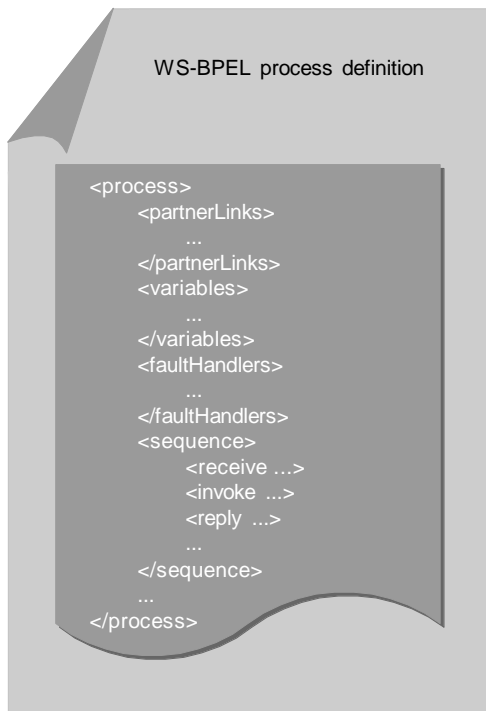 WS-BPEL process definition
<process>
<partnerLinks>
...
</partnerLinks>
<variables>
...
</variables>
<faultHandlers>
...
</faultHandlers>
<sequence>
<receive ...>
<invoke ...>
<reply ...>
...
</sequence>
...
</process>